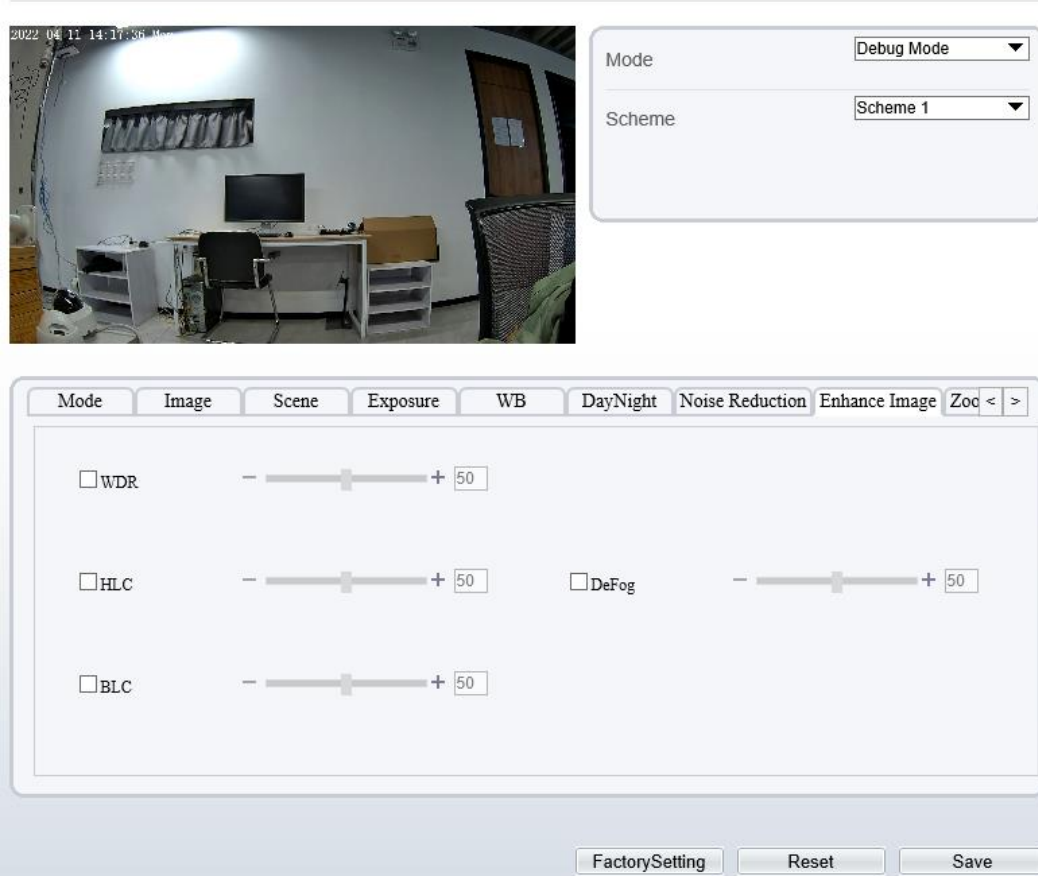 2022 04 11 14:17:36 Mon
Mode
Debug Mode
Scheme
Scheme 1
Mode Image Scene Exposure WB DayNight Noise Reduction Enhance Image < >
WDR - + 50
HLC - + 50 DeFog - + 50
BLC - + 50
FactorySetting Reset Save